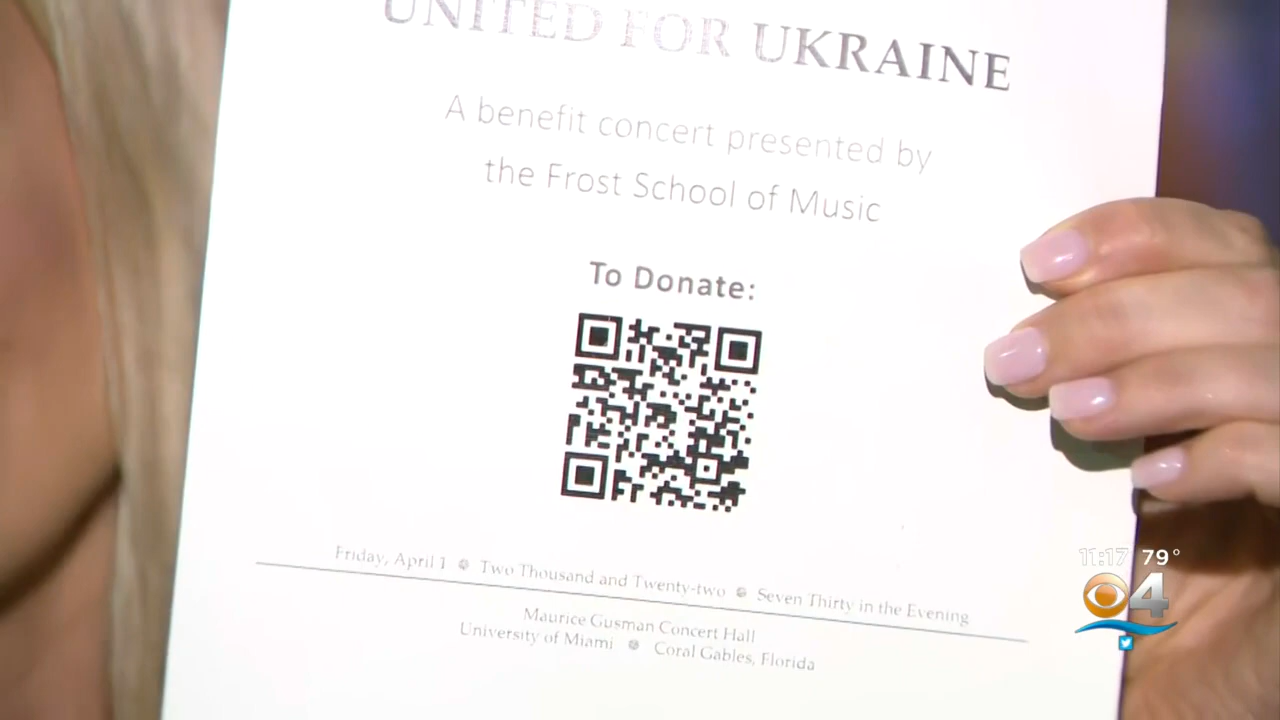 UNITED FOR UKRAINE
A benefit concert presented by
the Frost School of Music
To Donate:
Friday, April 1 Two Thousand and Twenty-two Seven Thirty in the Evening
Maurice Gusman Concert Hall
University of Miami Coral Gables, Florida
11:17 79°
4